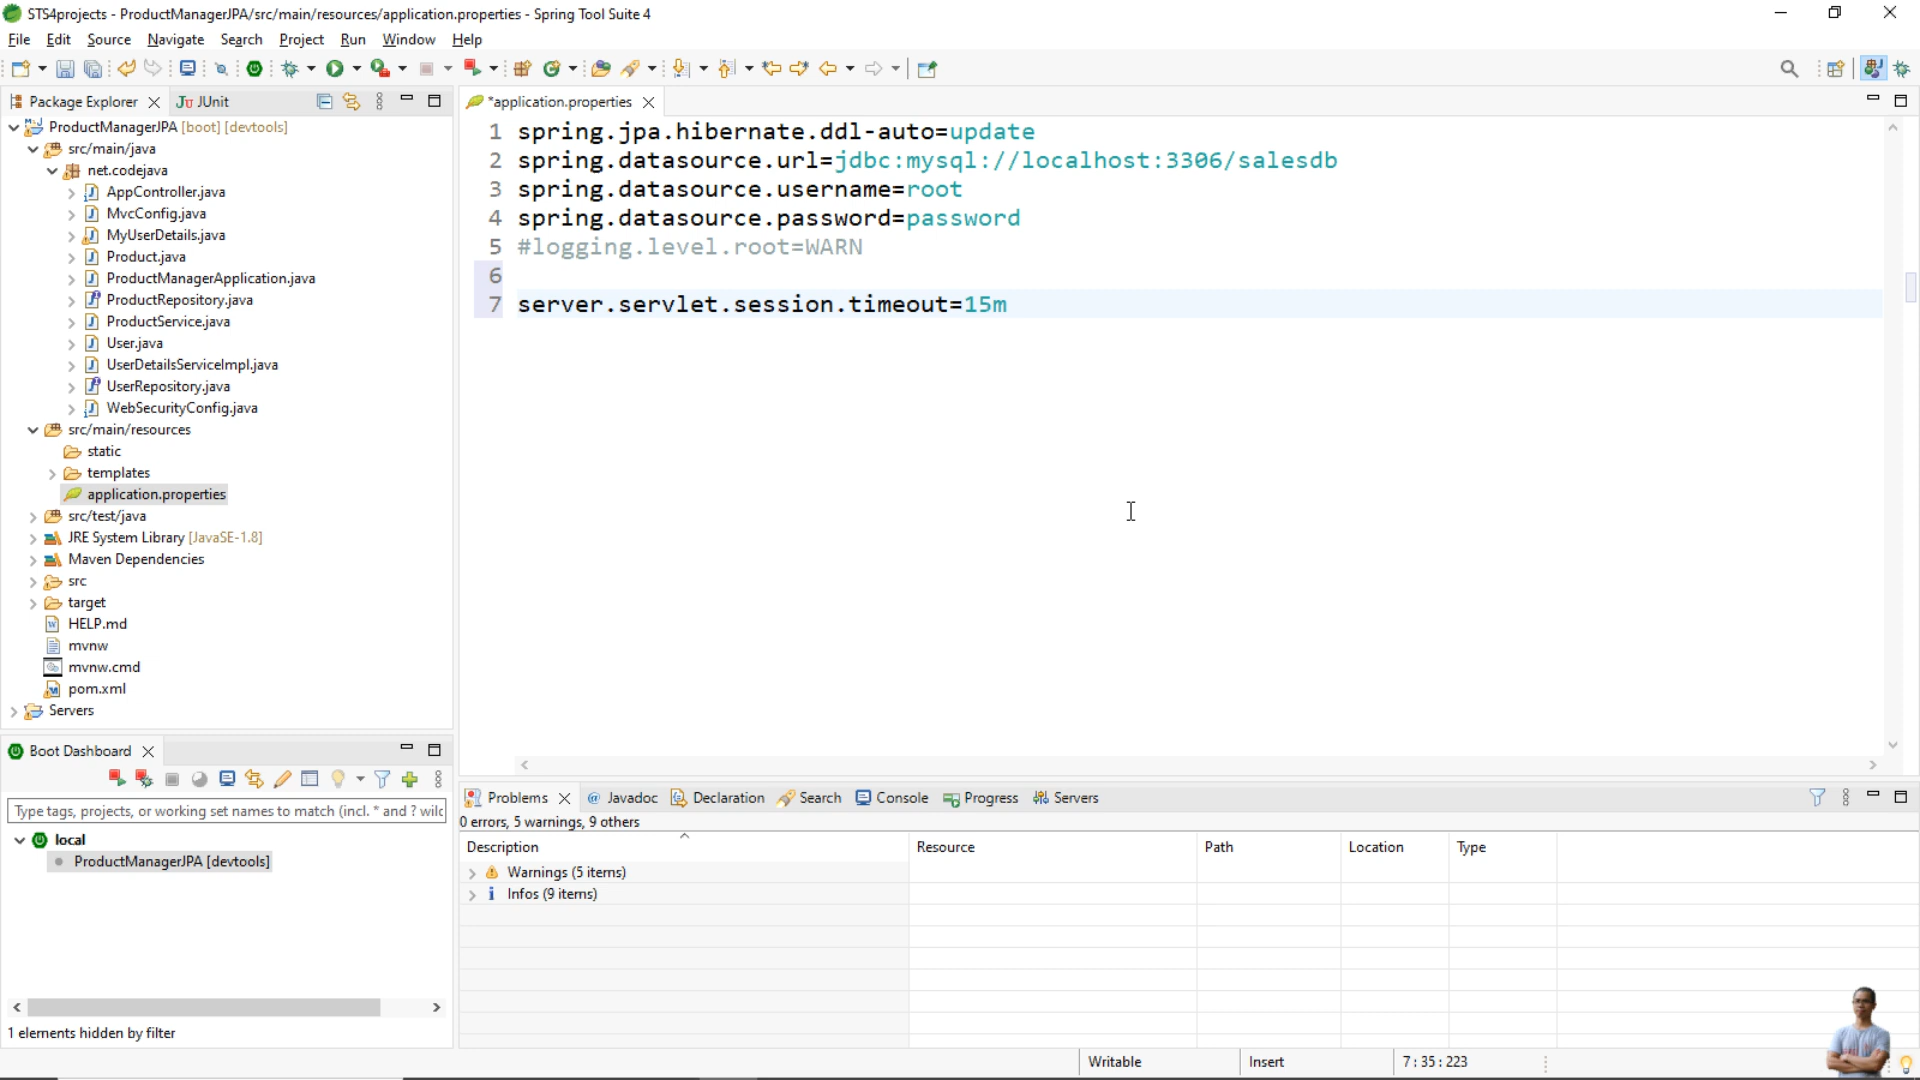 STS4projects - ProductManagerJPA/src/main/resources/application.properties - Spring Tool Suite 4
File Edit Source Navigate Search Project Run Window Help
Package Explorer JUnit
ProductManagerJPA [boot] [devtools]
src/main/java
net.codejava
AppController.java
MvcConfig.java
MyUserDetails.java
Product.java
ProductManagerApplication.java
ProductRepository.java
ProductService.java
User.java
UserDetailsServiceImpl.java
UserRepository.java
WebSecurityConfig.java
src/main/resources
static
templates
application.properties
src/test/java
JRE System Library [JavaSE-1.8]
Maven Dependencies
src
target
HELP.md
mvnw
mvnw.cmd
pom.xml
Servers
*application.properties
1 spring.jpa.hibernate.ddl-auto=update
2 spring.datasource.url=jdbc:mysql://localhost:3306/salesdb
3 spring.datasource.username=root
4 spring.datasource.password=password
5 #logging.level.root=WARN
6
7 server.servlet.session.timeout=15m
Boot Dashboard
Type tags, projects, or working set names to match (incl. * and ? wilc
local
ProductManagerJPA [devtools]
1 elements hidden by filter
Problems Javadoc Declaration Search Console Progress Servers
0 errors, 5 warnings, 9 others
Description Resource Path Location Type
Warnings (5 items)
Infos (9 items)
Writable Insert 7 : 35 : 223